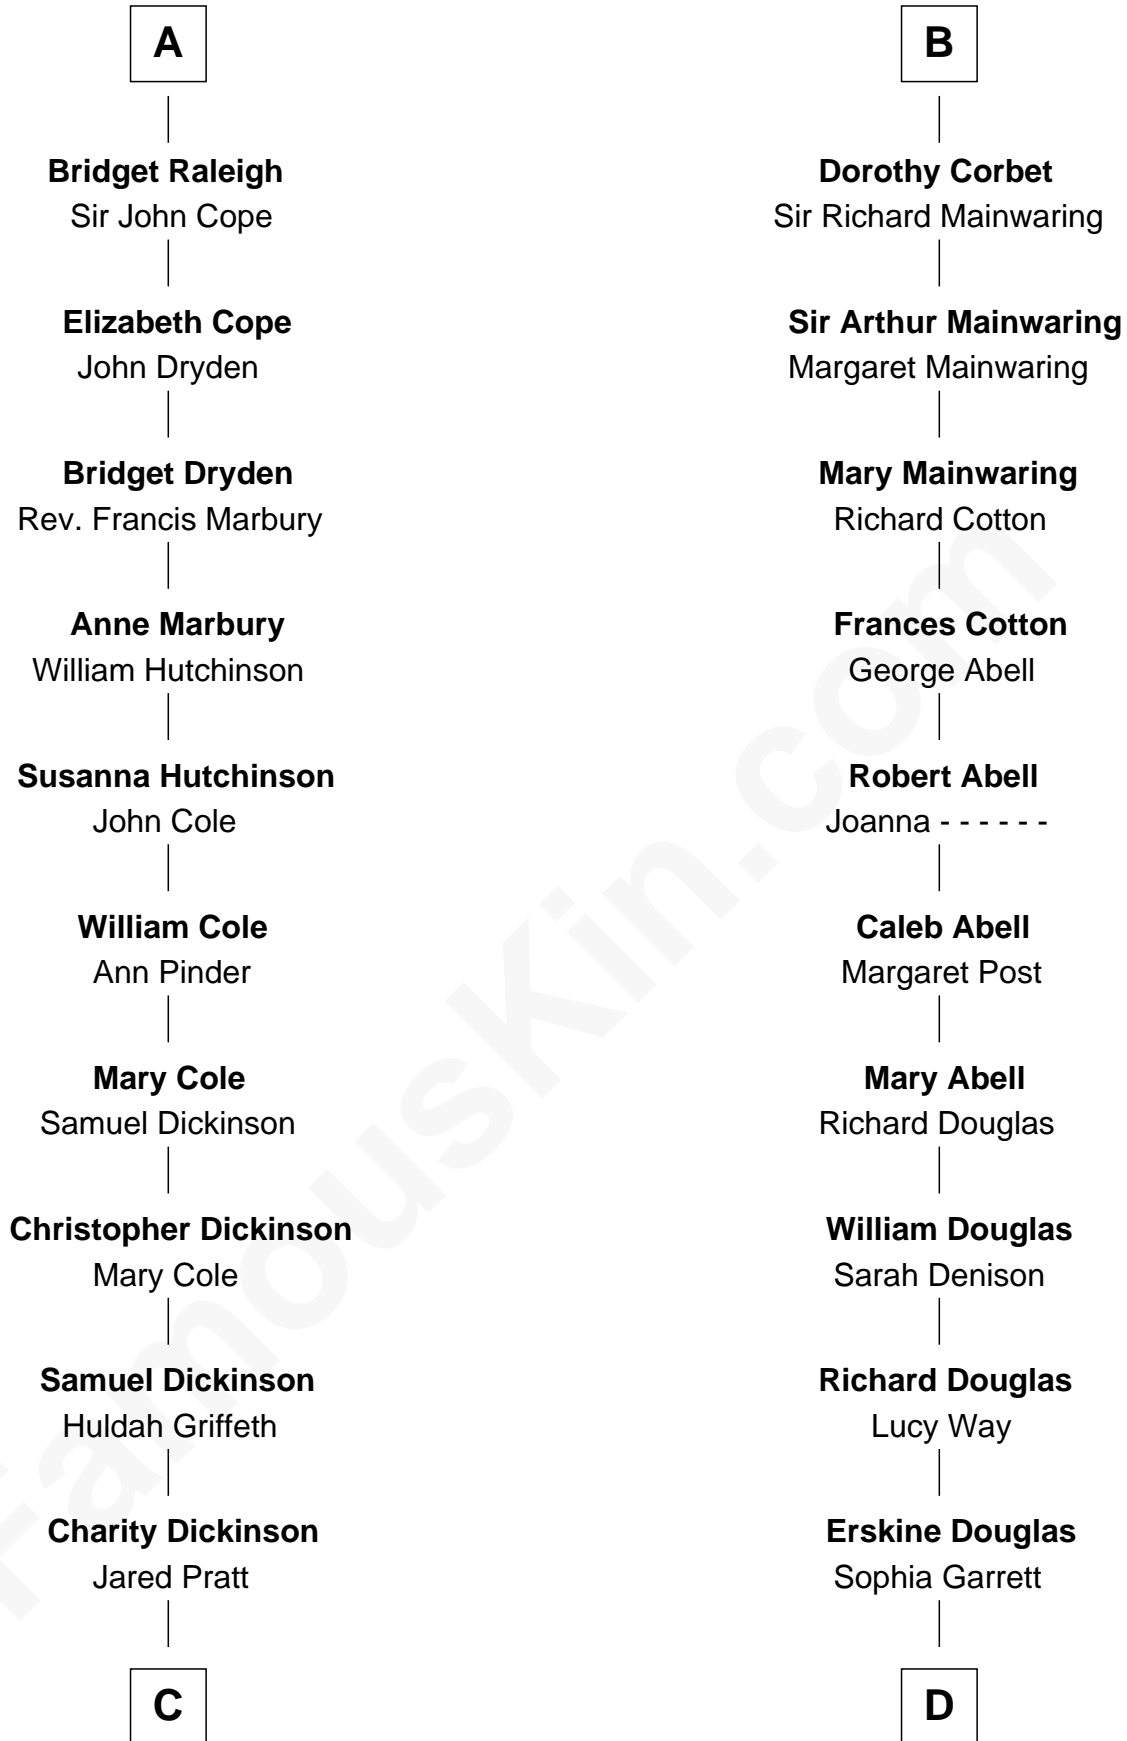 A
Bridget Raleigh
Sir John Cope
Elizabeth Cope
John Dryden
Bridget Dryden
Rev. Francis Marbury
Anne Marbury
William Hutchinson
Susanna Hutchinson
John Cole
William Cole
Ann Pinder
Mary Cole
Samuel Dickinson
Christopher Dickinson
Mary Cole
Samuel Dickinson
Huldah Griffeth
Charity Dickinson
Jared Pratt
C
B
Dorothy Corbet
Sir Richard Mainwaring
Sir Arthur Mainwaring
Margaret Mainwaring
Mary Mainwaring
Richard Cotton
Frances Cotton
George Abell
Robert Abell
Joanna - - - - - -
Caleb Abell
Margaret Post
Mary Abell
Richard Douglas
William Douglas
Sarah Denison
Richard Douglas
Lucy Way
Erskine Douglas
Sophia Garrett
D
FamousKin.com